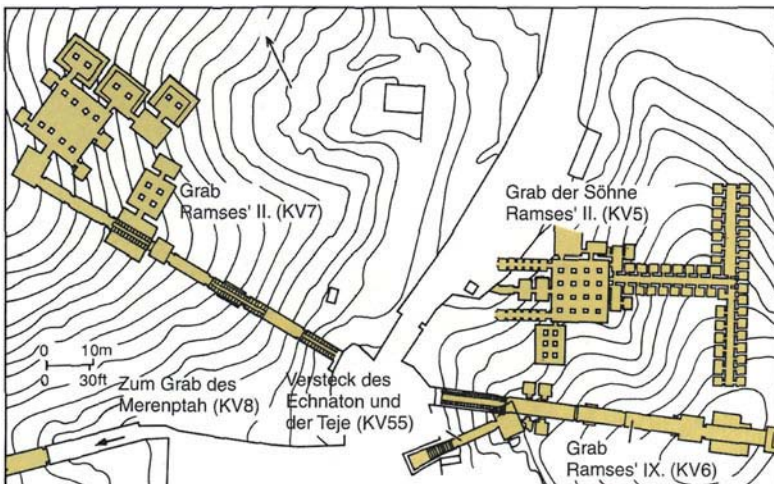 Grab
Ramses' II. (KV7)
Grab der Söhne
Ramses' II. (KV5)
0 10m
0 30ft
Zum Grab des
Merenptah (KV8)
Versteck des
Echnaton und
der Teje (KV55)
Grab
Ramses' IX. (KV6)